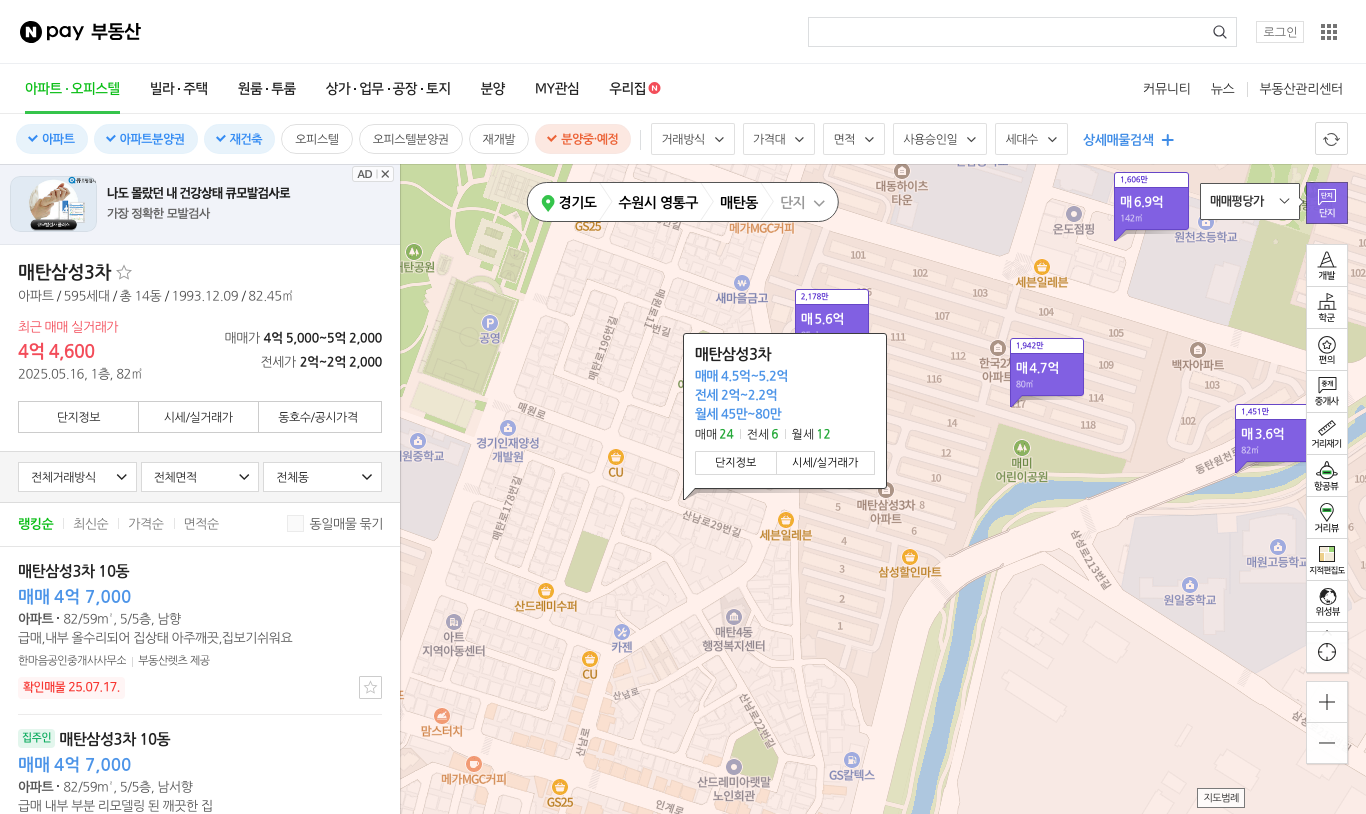 N pay 부동산
로그인
아파트·오피스텔
빌라·주택
원룸·투룸
상가·업무·공장·토지
분양
MY관심
우리집 N
커뮤니티
뉴스
부동산관리센터
아파트
아파트분양권
재건축
오피스텔
오피스텔분양권
재개발
분양중·예정
거래방식
가격대
면적
사용승인일
세대수
상세매물검색
AD
나도 몰랐던 내 건강상태 큐모발검사로
가장 정확한 모발검사
매탄삼성3차
아파트 / 595세대 / 총 14동 / 1993.12.09 / 82.45㎡
최근 매매 실거래가
4억 4,600
2025.05.16, 1층, 82㎡
매매가 4억 5,000~5억 2,000
전세가 2억~2억 2,000
단지정보
시세/실거래가
동호수/공시가격
전체거래방식
전체면적
전체동
랭킹순
최신순
가격순
면적순
동일매물 묶기
매탄삼성3차 10동
매매 4억 7,000
아파트 · 82/59m², 5/5층, 남향
급매,내부 올수리되어 집상태 아주깨끗,집보기쉬워요
한마음공인중개사사무소
부동산렛츠 제공
확인매물 25.07.17.
집주인 매탄삼성3차 10동
매매 4억 7,000
아파트 · 82/59m², 5/5층, 남서향
급매 내부 부분 리모델링 된 깨끗한 집
경기도
수원시 영통구
매탄동
단지
매매평당가
단지
단지
1,606만
매 6.9억
142㎡
2,178만
매 5.6억
1,942만
매 4.7억
80㎡
1,451만
매 3.6억
82㎡
매탄삼성3차
매매 4.5억~5.2억
전세 2억~2.2억
월세 45만~80만
매매 24
전세 6
월세 12
단지정보
시세/실거래가
개발
학군
편의
중개
중개사
거리재기
항공뷰
거리뷰
지적편집도
위성뷰
지도범례
대동하이츠
타운
온도점핑
원천초등학교
GS25
메가MGC커피
새마을금고
세븐일레븐
탄공원
공영
101
102
103
104
105
107
109
111
112
114
116
117
118
102
103
백자아파트
매탄로196번길
매원로
경기인재양성
개발원
원중학교
CU
매탄로178번길
산남로29번길
세븐일레븐
매탄삼성3차
아파트
매미
어린이공원
동탄원천로
삼성할인마트
9
10
8
6
5
4
3
2
1
산남로213번길
매원고등학교
원일중학교
산드레미수퍼
아트
지역아동센터
카젠
CU
매탄4동
행정복지센터
산남로
산남로22번길
산남로
맘스터치
메가MGC커피
GS25
산드레미아랫말
노인회관
GS칼텍스
인계로